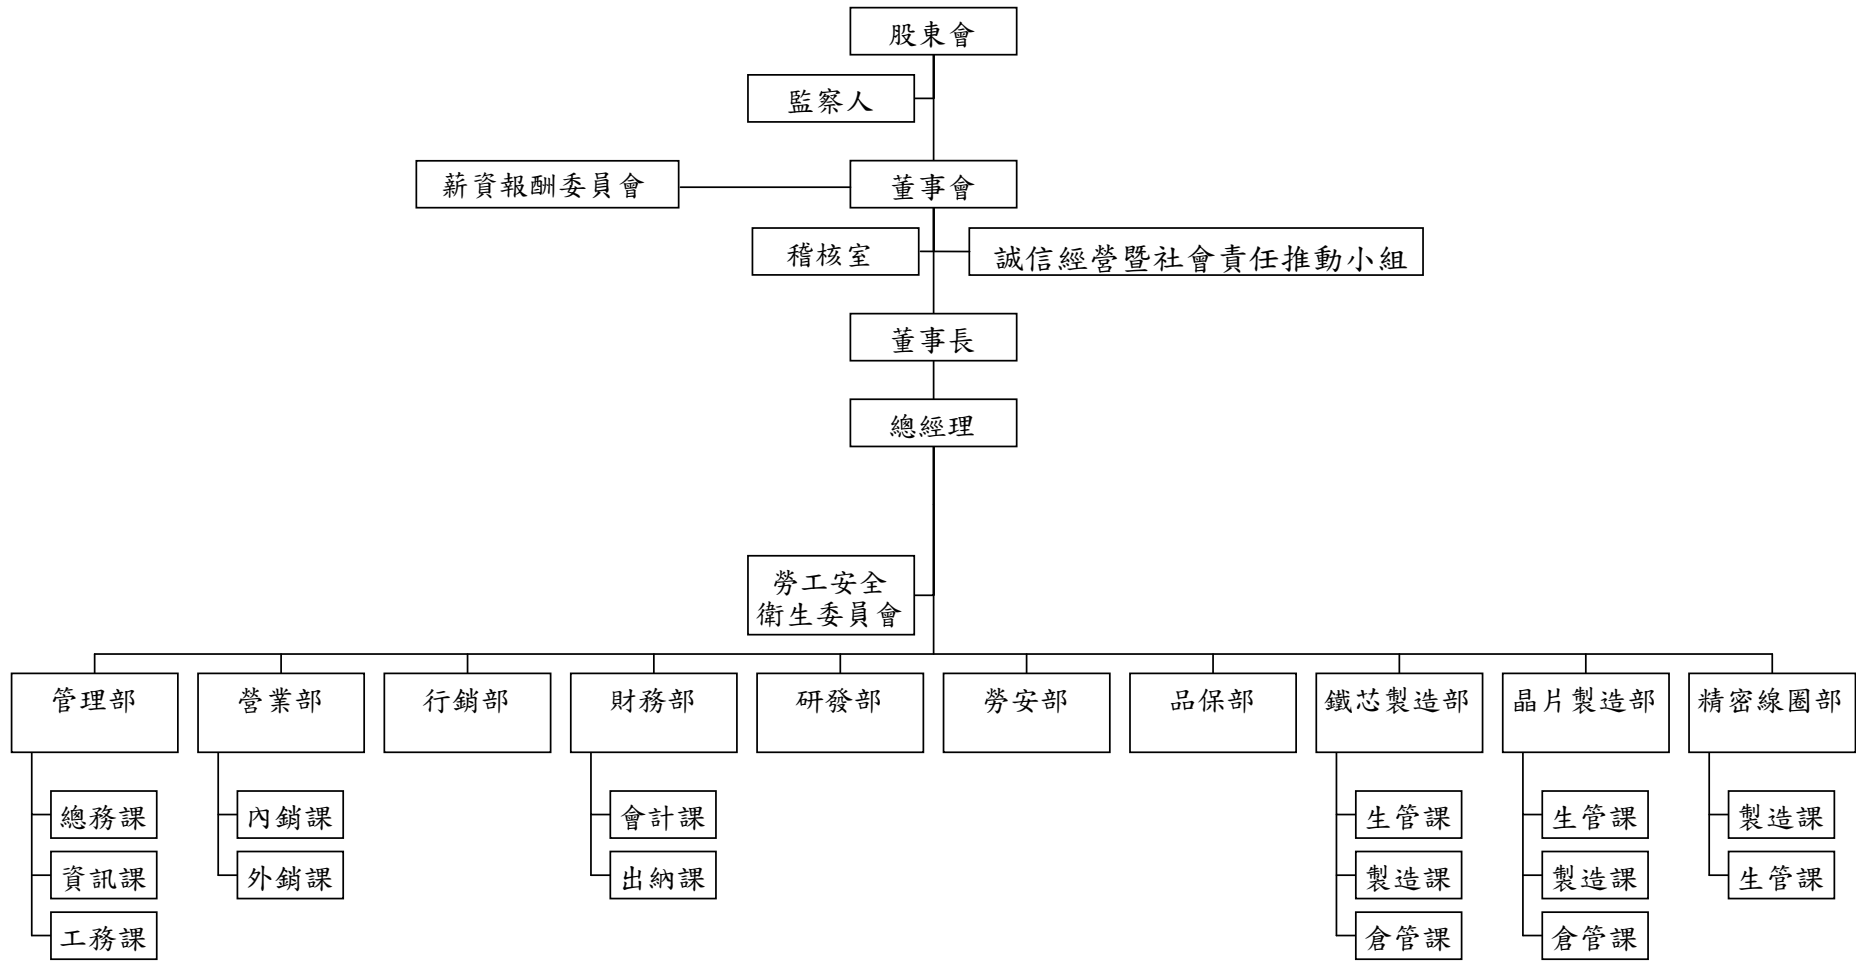 股東會
監察人
薪資報酬委員會
董事會
稽核室
誠信經營暨社會責任推動小組
董事長
總經理
勞工安全
衛生委員會
管理部
營業部
行銷部
財務部
研發部
勞安部
品保部
鐵芯製造部
晶片製造部
精密線圈部
總務課
內銷課
會計課
生管課
生管課
製造課
資訊課
外銷課
出納課
製造課
製造課
生管課
工務課
倉管課
倉管課